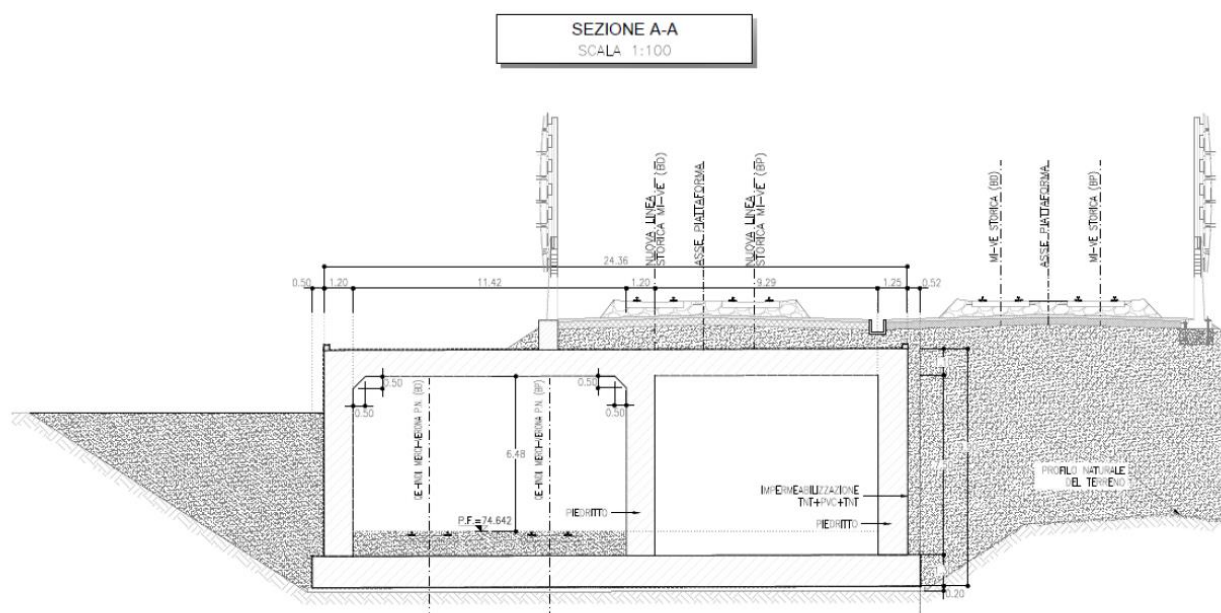 SEZIONE A-A
SCALA 1:100
NUOVA LINEA
STORICA MI-VE (BD)
ASSE PIATTAFORMA
NUOVA LINEA
STORICA MI-VE (BP)
MI-VE STORICA (BD)
ASSE PIATTAFORMA
MI-VE STORICA (BP)
24.36
0.50
1.20
11.42
1.20
9.29
1.25
0.52
0.50
0.50
0.50
0.50
6.48
P.F.=74.642
PIEDRITTO
IMPERMEABILIZZAZIONE
TNT+PVC+TNT
PIEDRITTO
PROFILO NATURALE
DEL TERRENO
0.20